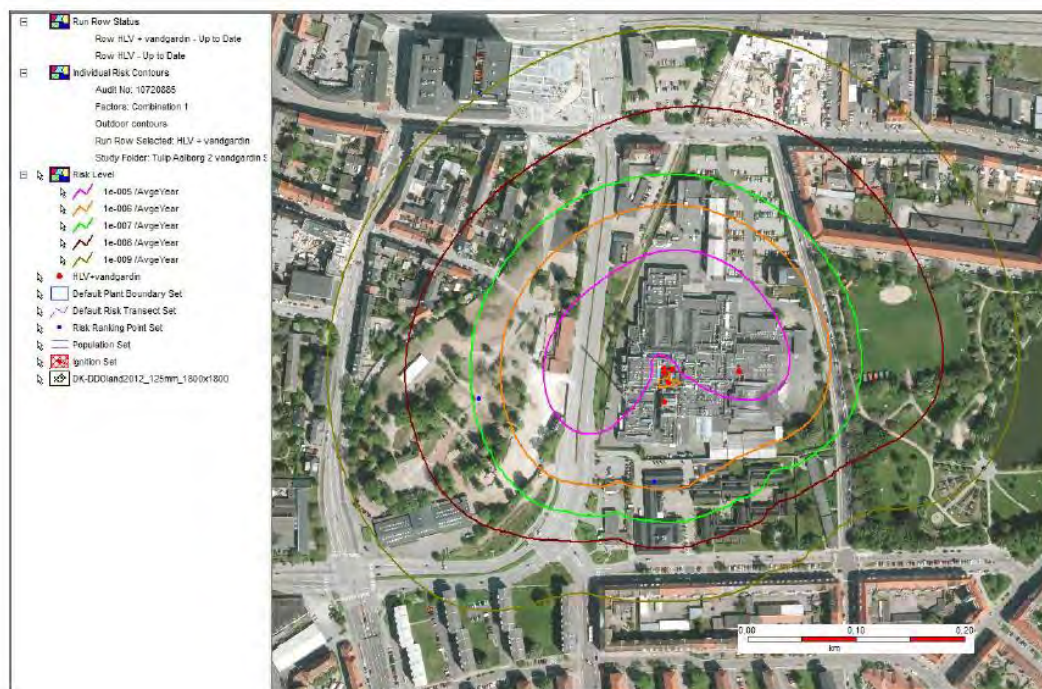 Run Row Status
Row HLV + vandgardin - Up to Date
Row HLV - Up to Date
Individual Risk Contours
Audit No: 10720885
Factors: Combination 1
Outdoor contours
Run Row Selected: HLV + vandgardin
Study Folder: Tulip Aalborg 2 vandgardin S
Risk Level
1e-005 /AvgeYear
1e-006 /AvgeYear
1e-007 /AvgeYear
1e-008 /AvgeYear
1e-009 /AvgeYear
HLV+vandgardin
Default Plant Boundary Set
Default Risk Transect Set
Risk Ranking Point Set
Population Set
Ignition Set
DK-DDOland2012_125mm_1800x1800
0,00 0,10 0,20
km